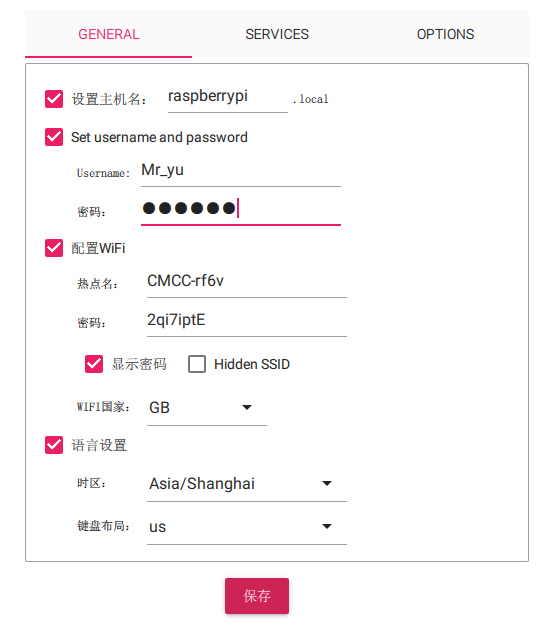 GENERAL SERVICES OPTIONS
设置主机名： raspberrypi .local
Set username and password
Username: Mr_yu
密码： ●●●●●●
配置WiFi
热点名： CMCC-rf6v
密码： 2qi7iptE
显示密码 Hidden SSID
WIFI国家： GB
语言设置
时区： Asia/Shanghai
键盘布局： us
保存